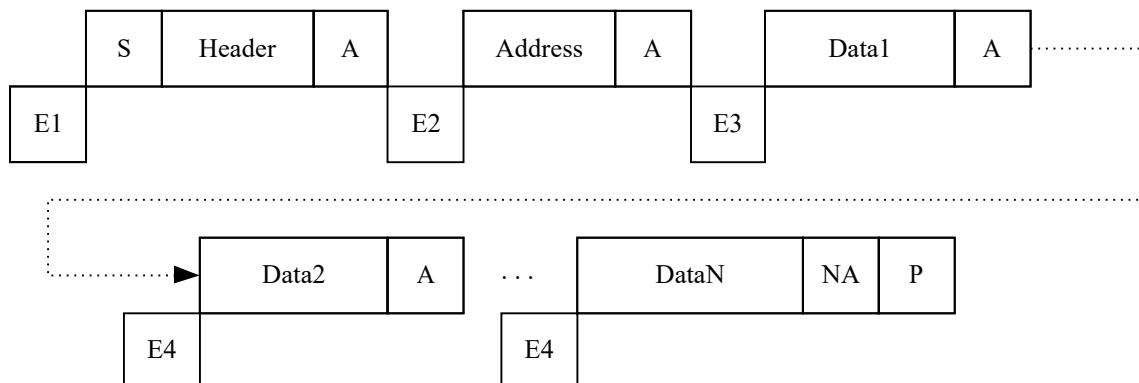 S Header A Address A Data1 A
E1 E2 E3
Data2 A ... DataN NA P
E4 E4